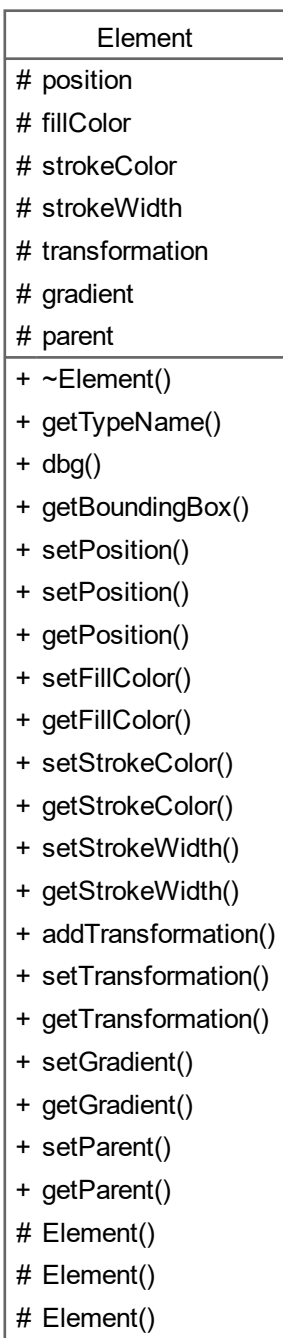 Element
# position
# fillColor
# strokeColor
# strokeWidth
# transformation
# gradient
# parent
+ ~Element()
+ getTypeName()
+ dbg()
+ getBoundingBox()
+ setPosition()
+ setPosition()
+ getPosition()
+ setFillColor()
+ getFillColor()
+ setStrokeColor()
+ getStrokeColor()
+ setStrokeWidth()
+ getStrokeWidth()
+ addTransformation()
+ setTransformation()
+ getTransformation()
+ setGradient()
+ getGradient()
+ setParent()
+ getParent()
# Element()
# Element()
# Element()